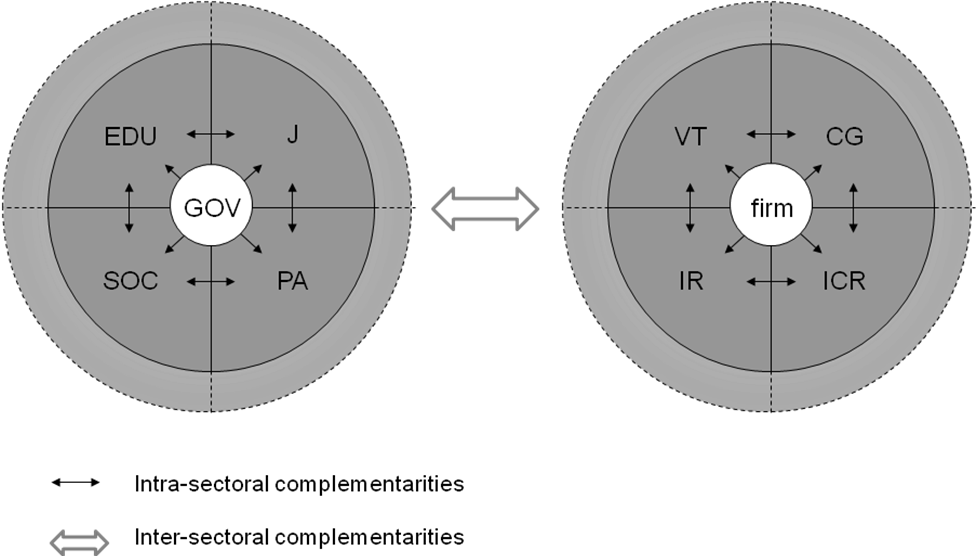 EDU
J
GOV
SOC
PA
VT
CG
firm
IR
ICR
Intra-sectoral complementarities
Inter-sectoral complementarities